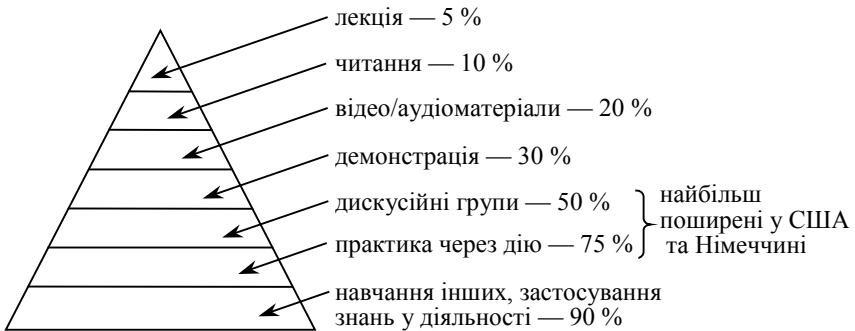 лекція — 5 %
читання — 10 %
відео/аудіоматеріали — 20 %
демонстрація — 30 %
дискусійні групи — 50 %
практика через дію — 75 %
найбільш
поширені у США
та Німеччині
навчання інших, застосування
знань у діяльності — 90 %